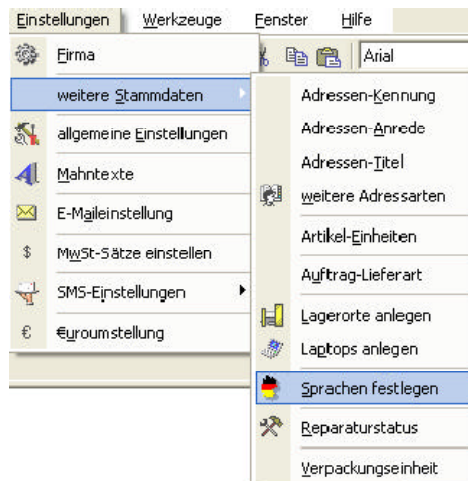 Einstellungen Werkzeuge Fenster Hilfe
Arial
Firma
weitere Stammdaten
allgemeine Einstellungen
Mahntexte
E-Maileinstellung
$ MwSt-Sätze einstellen
SMS-Einstellungen
€ €uroumstellung
Adressen-Kennung
Adressen-Anrede
Adressen-Titel
weitere Adressarten
Artikel-Einheiten
Auftrag-Lieferart
Lagerorte anlegen
Laptops anlegen
Sprachen festlegen
Reparaturstatus
Verpackungseinheit